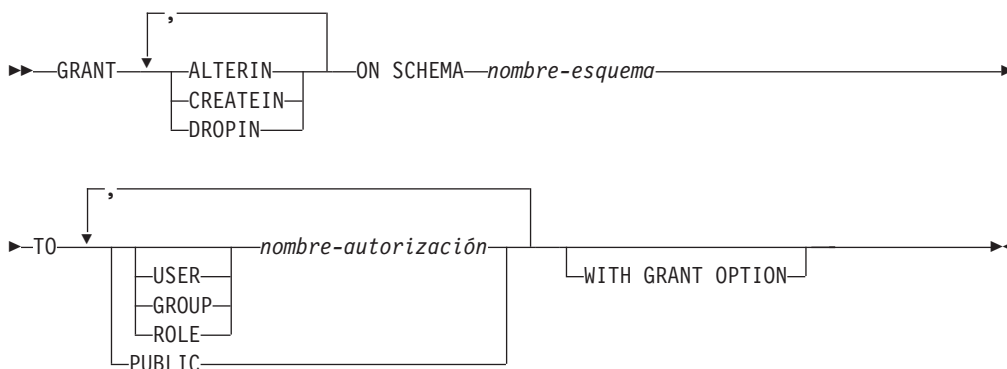 ,
GRANT ALTERIN ON SCHEMA nombre-esquema
CREATEIN
DROPIN
,
TO nombre-autorización
USER WITH GRANT OPTION
GROUP
ROLE
PUBLIC